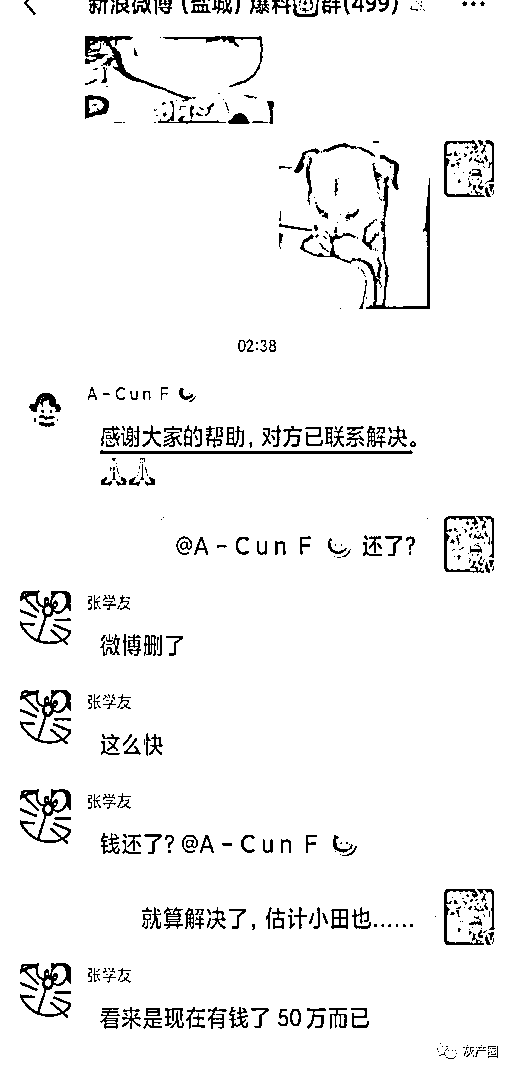 新浪微博（盐城）爆料 群(499)
02:38
A-Cun F
感谢大家的帮助，对方已联系解决。
@A-Cun F 还了？
张学友
微博删了
张学友
这么快
张学友
钱还了？@A-Cun F
就算解决了，估计小田也……
张学友
看来是现在有钱了 50万而已
灰产圈